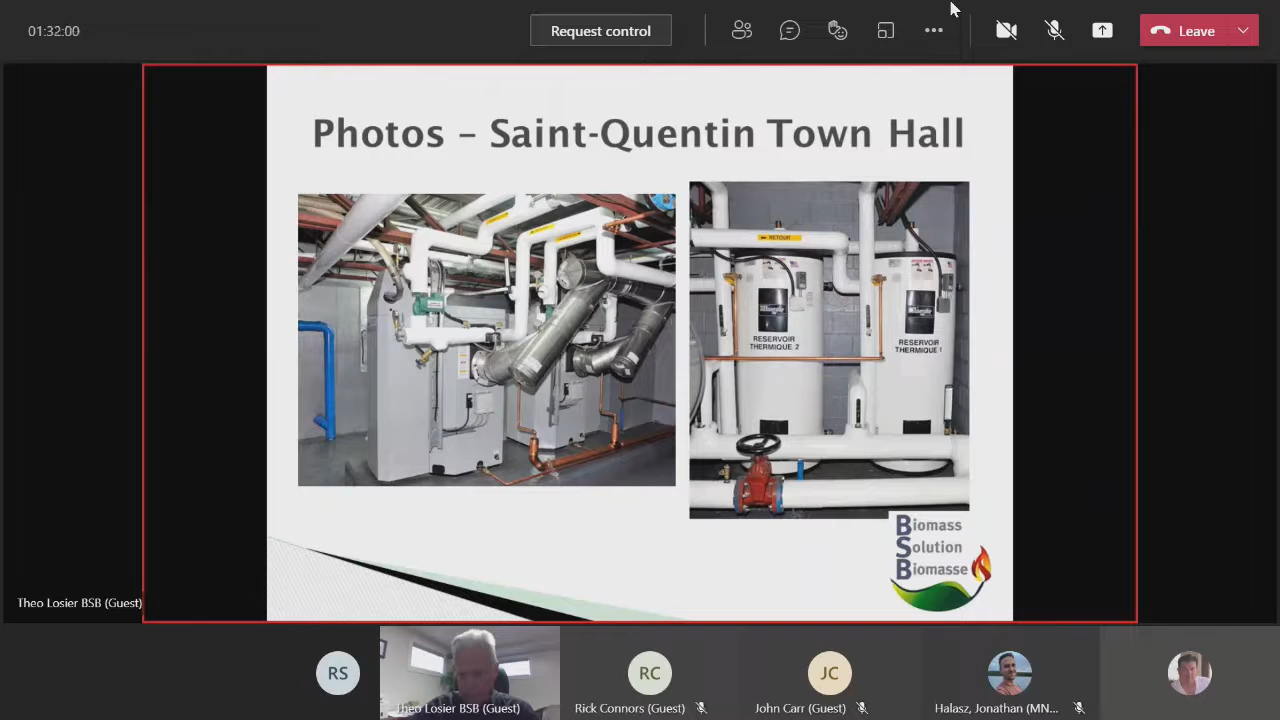 01:32:00
Request control
Leave
Photos – Saint-Quentin Town Hall
RETOUR
RESERVOIR
THERMIQUE 2
RESERVOIR
THERMIQUE 1
Biomass
Solution
Biomasse
Theo Losier BSB (Guest)
RS
RC
JC
Theo Losier BSB (Guest)
Rick Connors (Guest)
John Carr (Guest)
Halasz, Jonathan (MN...